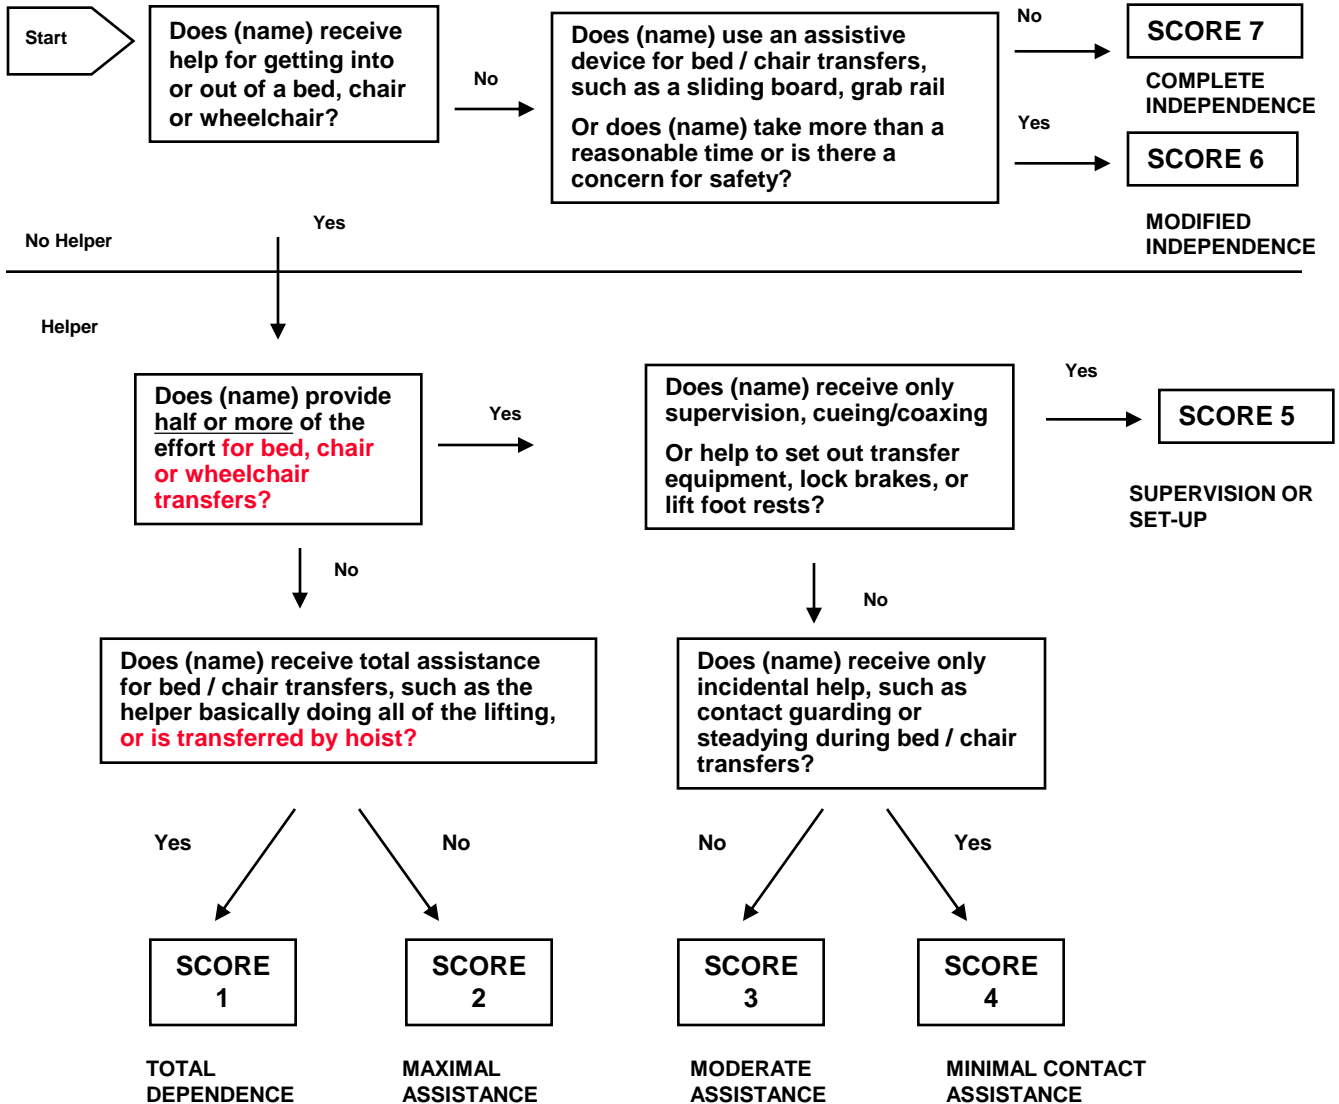 Start
Does (name) receive
help for getting into
or out of a bed, chair
or wheelchair?
No
Does (name) use an assistive
device for bed / chair transfers,
such as a sliding board, grab rail
Or does (name) take more than a
reasonable time or is there a
concern for safety?
No
SCORE 7
COMPLETE
INDEPENDENCE
Yes
SCORE 6
MODIFIED
INDEPENDENCE
Yes
No Helper
Helper
Does (name) provide
half or more of the
effort for bed, chair
or wheelchair
transfers?
Yes
Does (name) receive only
supervision, cueing/coaxing
Or help to set out transfer
equipment, lock brakes, or
lift foot rests?
Yes
SCORE 5
SUPERVISION OR
SET-UP
No
No
Does (name) receive total assistance
for bed / chair transfers, such as the
helper basically doing all of the lifting,
or is transferred by hoist?
Does (name) receive only
incidental help, such as
contact guarding or
steadying during bed / chair
transfers?
Yes
No
No
Yes
SCORE
1
SCORE
2
SCORE
3
SCORE
4
TOTAL
DEPENDENCE
MAXIMAL
ASSISTANCE
MODERATE
ASSISTANCE
MINIMAL CONTACT
ASSISTANCE